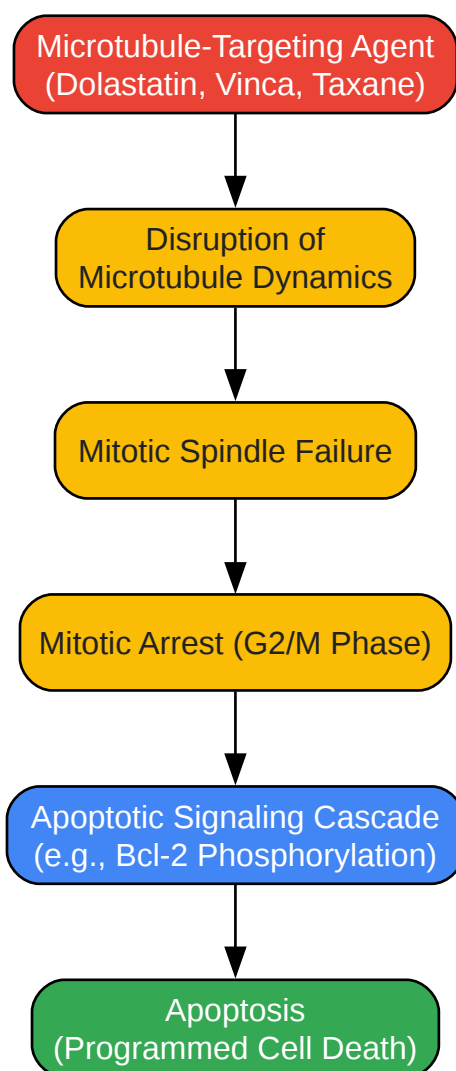 Microtubule-Targeting Agent
(Dolastatin, Vinca, Taxane)
Disruption of
Microtubule Dynamics
Mitotic Spindle Failure
Mitotic Arrest (G2/M Phase)
Apoptotic Signaling Cascade
(e.g., Bcl-2 Phosphorylation)
Apoptosis
(Programmed Cell Death)